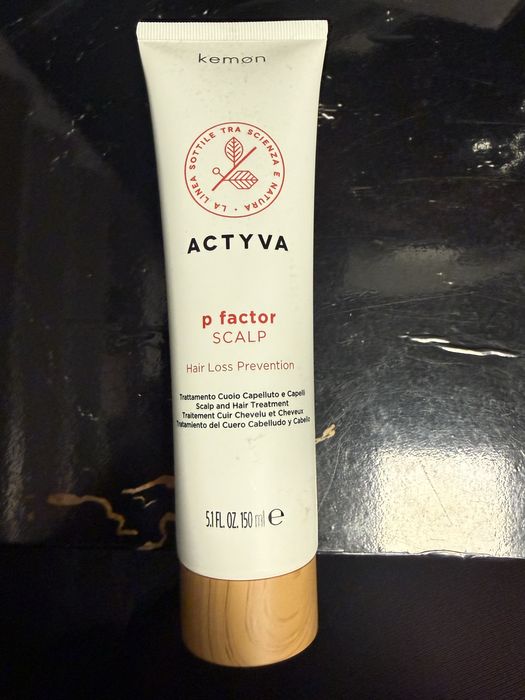 kemøn
LA LINEA SOTTILE TRA SCIENZA E NATURA •
ACTYVA
p factor
SCALP
Hair Loss Prevention
Trattamento Cuoio Capelluto e Capelli
Scalp and Hair Treatment
Traitement Cuir Chevelu et Cheveux
Tratamiento del Cuero Cabelludo y Cabello
5.1 FL. OZ. 150 ml ℮